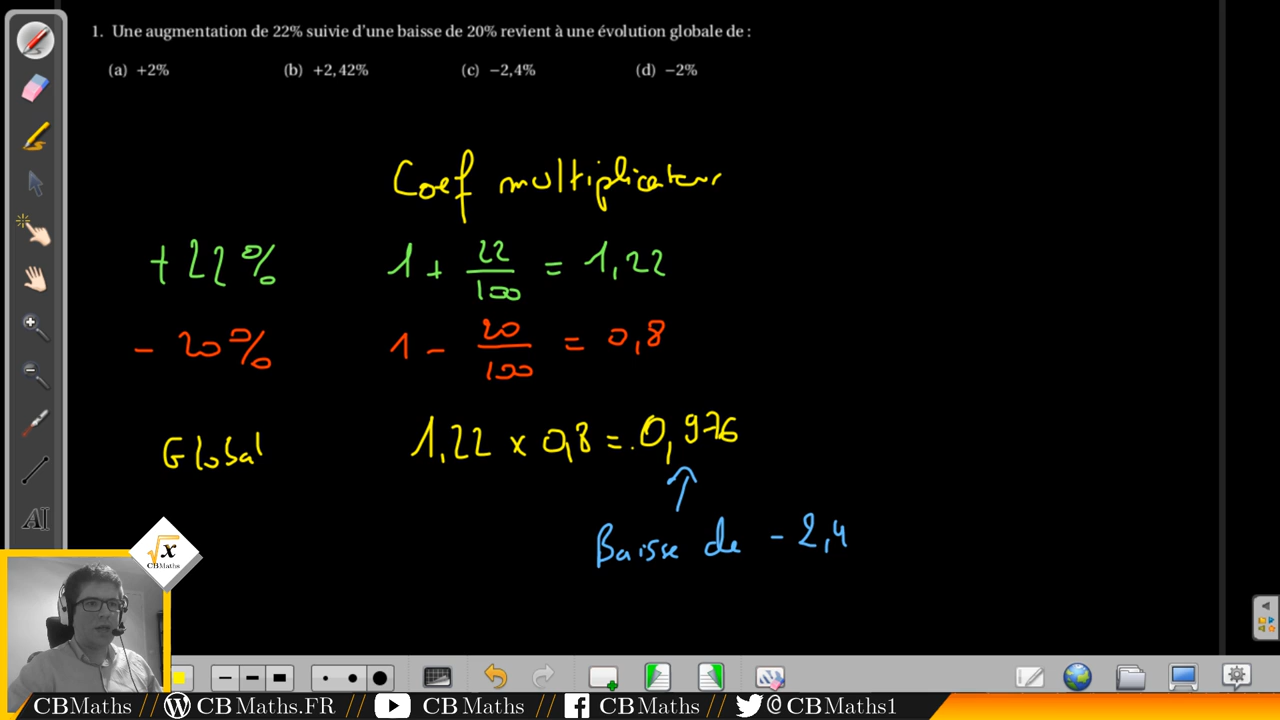 1. Une augmentation de 22% suivie d'une baisse de 20% revient à une évolution globale de :
(a) +2% (b) +2,42% (c) −2,4% (d) −2%
Coef multiplicateur
+22% 1 + 22/100 = 1,22
- 20% 1 - 20/100 = 0,8
Global 1,22 x 0,8 = 0,976
Baisse de - 2,4
AI
√x
CBMaths
CBMaths CBMaths.FR CB Maths CBMaths @CBMaths1